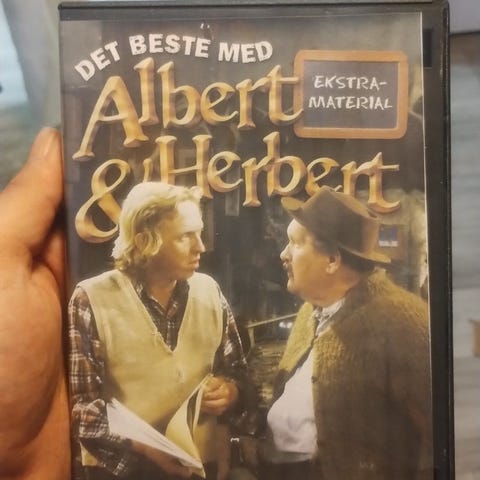 DET BESTE MED
Albert
& Herbert
EKSTRA-
MATERIAL